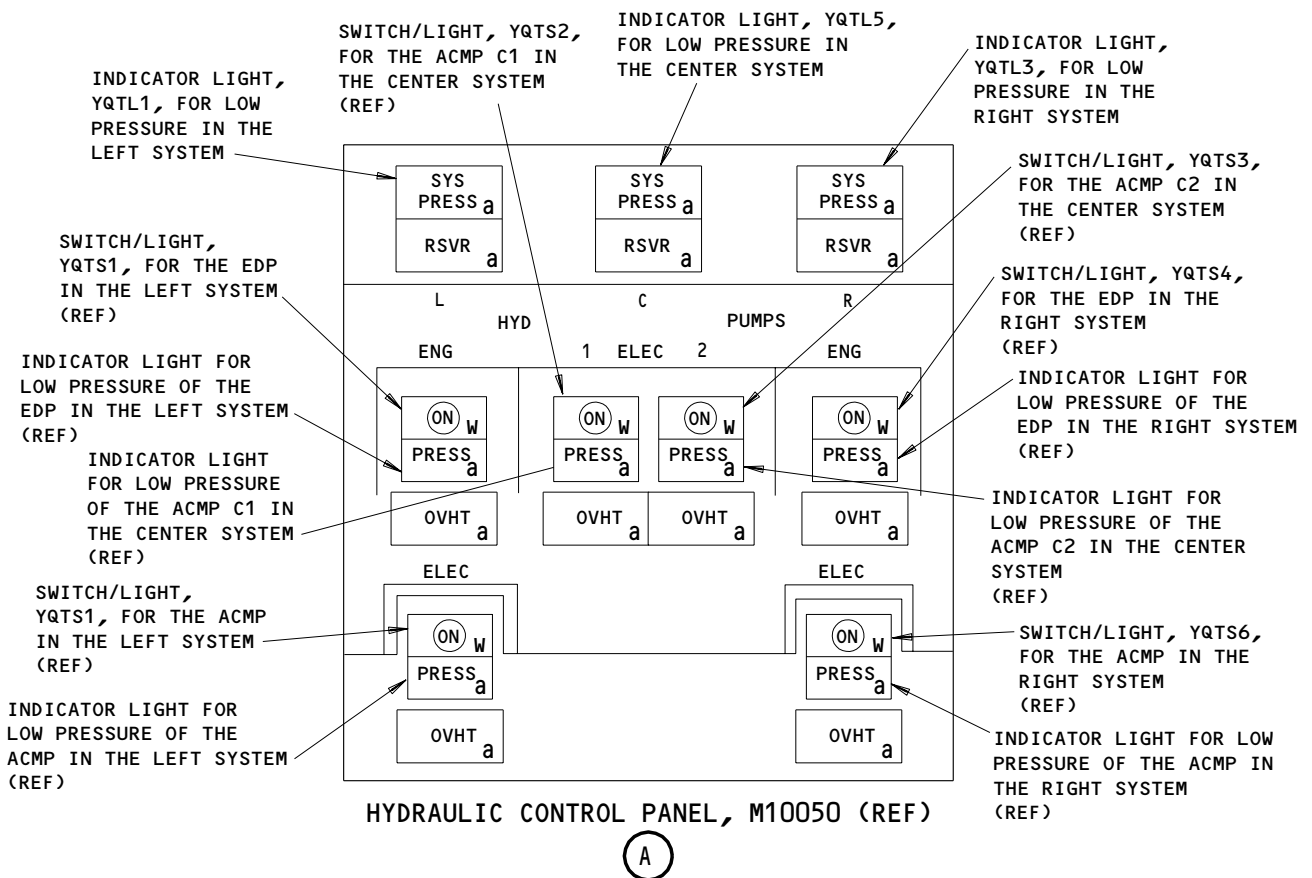 SWITCH/LIGHT, YQTS2,
FOR THE ACMP C1 IN
THE CENTER SYSTEM
(REF)
INDICATOR LIGHT, YQTL5,
FOR LOW PRESSURE IN
THE CENTER SYSTEM
INDICATOR LIGHT,
YQTL3, FOR LOW
PRESSURE IN THE
RIGHT SYSTEM
INDICATOR LIGHT,
YQTL1, FOR LOW
PRESSURE IN THE
LEFT SYSTEM
SWITCH/LIGHT, YQTS3,
FOR THE ACMP C2 IN
THE CENTER SYSTEM
(REF)
SYS
PRESS a
RSVR a
SYS
PRESS a
RSVR a
SYS
PRESS a
RSVR a
SWITCH/LIGHT,
YQTS1, FOR THE EDP
IN THE LEFT SYSTEM
(REF)
SWITCH/LIGHT, YQTS4,
FOR THE EDP IN THE
RIGHT SYSTEM
(REF)
L C R
HYD PUMPS
ENG 1 ELEC 2 ENG
INDICATOR LIGHT FOR
LOW PRESSURE OF THE
EDP IN THE LEFT SYSTEM
(REF)
INDICATOR LIGHT FOR
LOW PRESSURE OF THE
EDP IN THE RIGHT SYSTEM
(REF)
ON W
PRESS a
ON W
PRESS a
ON W
PRESS a
ON W
PRESS a
INDICATOR LIGHT
FOR LOW PRESSURE
OF THE ACMP C1 IN
THE CENTER SYSTEM
(REF)
INDICATOR LIGHT FOR
LOW PRESSURE OF THE
ACMP C2 IN THE CENTER
SYSTEM
(REF)
OVHT a
OVHT a
OVHT a
OVHT a
ELEC ELEC
SWITCH/LIGHT,
YQTS1, FOR THE ACMP
IN THE LEFT SYSTEM
(REF)
SWITCH/LIGHT, YQTS6,
FOR THE ACMP IN THE
RIGHT SYSTEM
(REF)
ON W
PRESS a
ON W
PRESS a
INDICATOR LIGHT FOR
LOW PRESSURE OF THE
ACMP IN THE LEFT SYSTEM
(REF)
INDICATOR LIGHT FOR LOW
PRESSURE OF THE ACMP IN
THE RIGHT SYSTEM
(REF)
OVHT a
OVHT a
HYDRAULIC CONTROL PANEL, M10050 (REF)
A